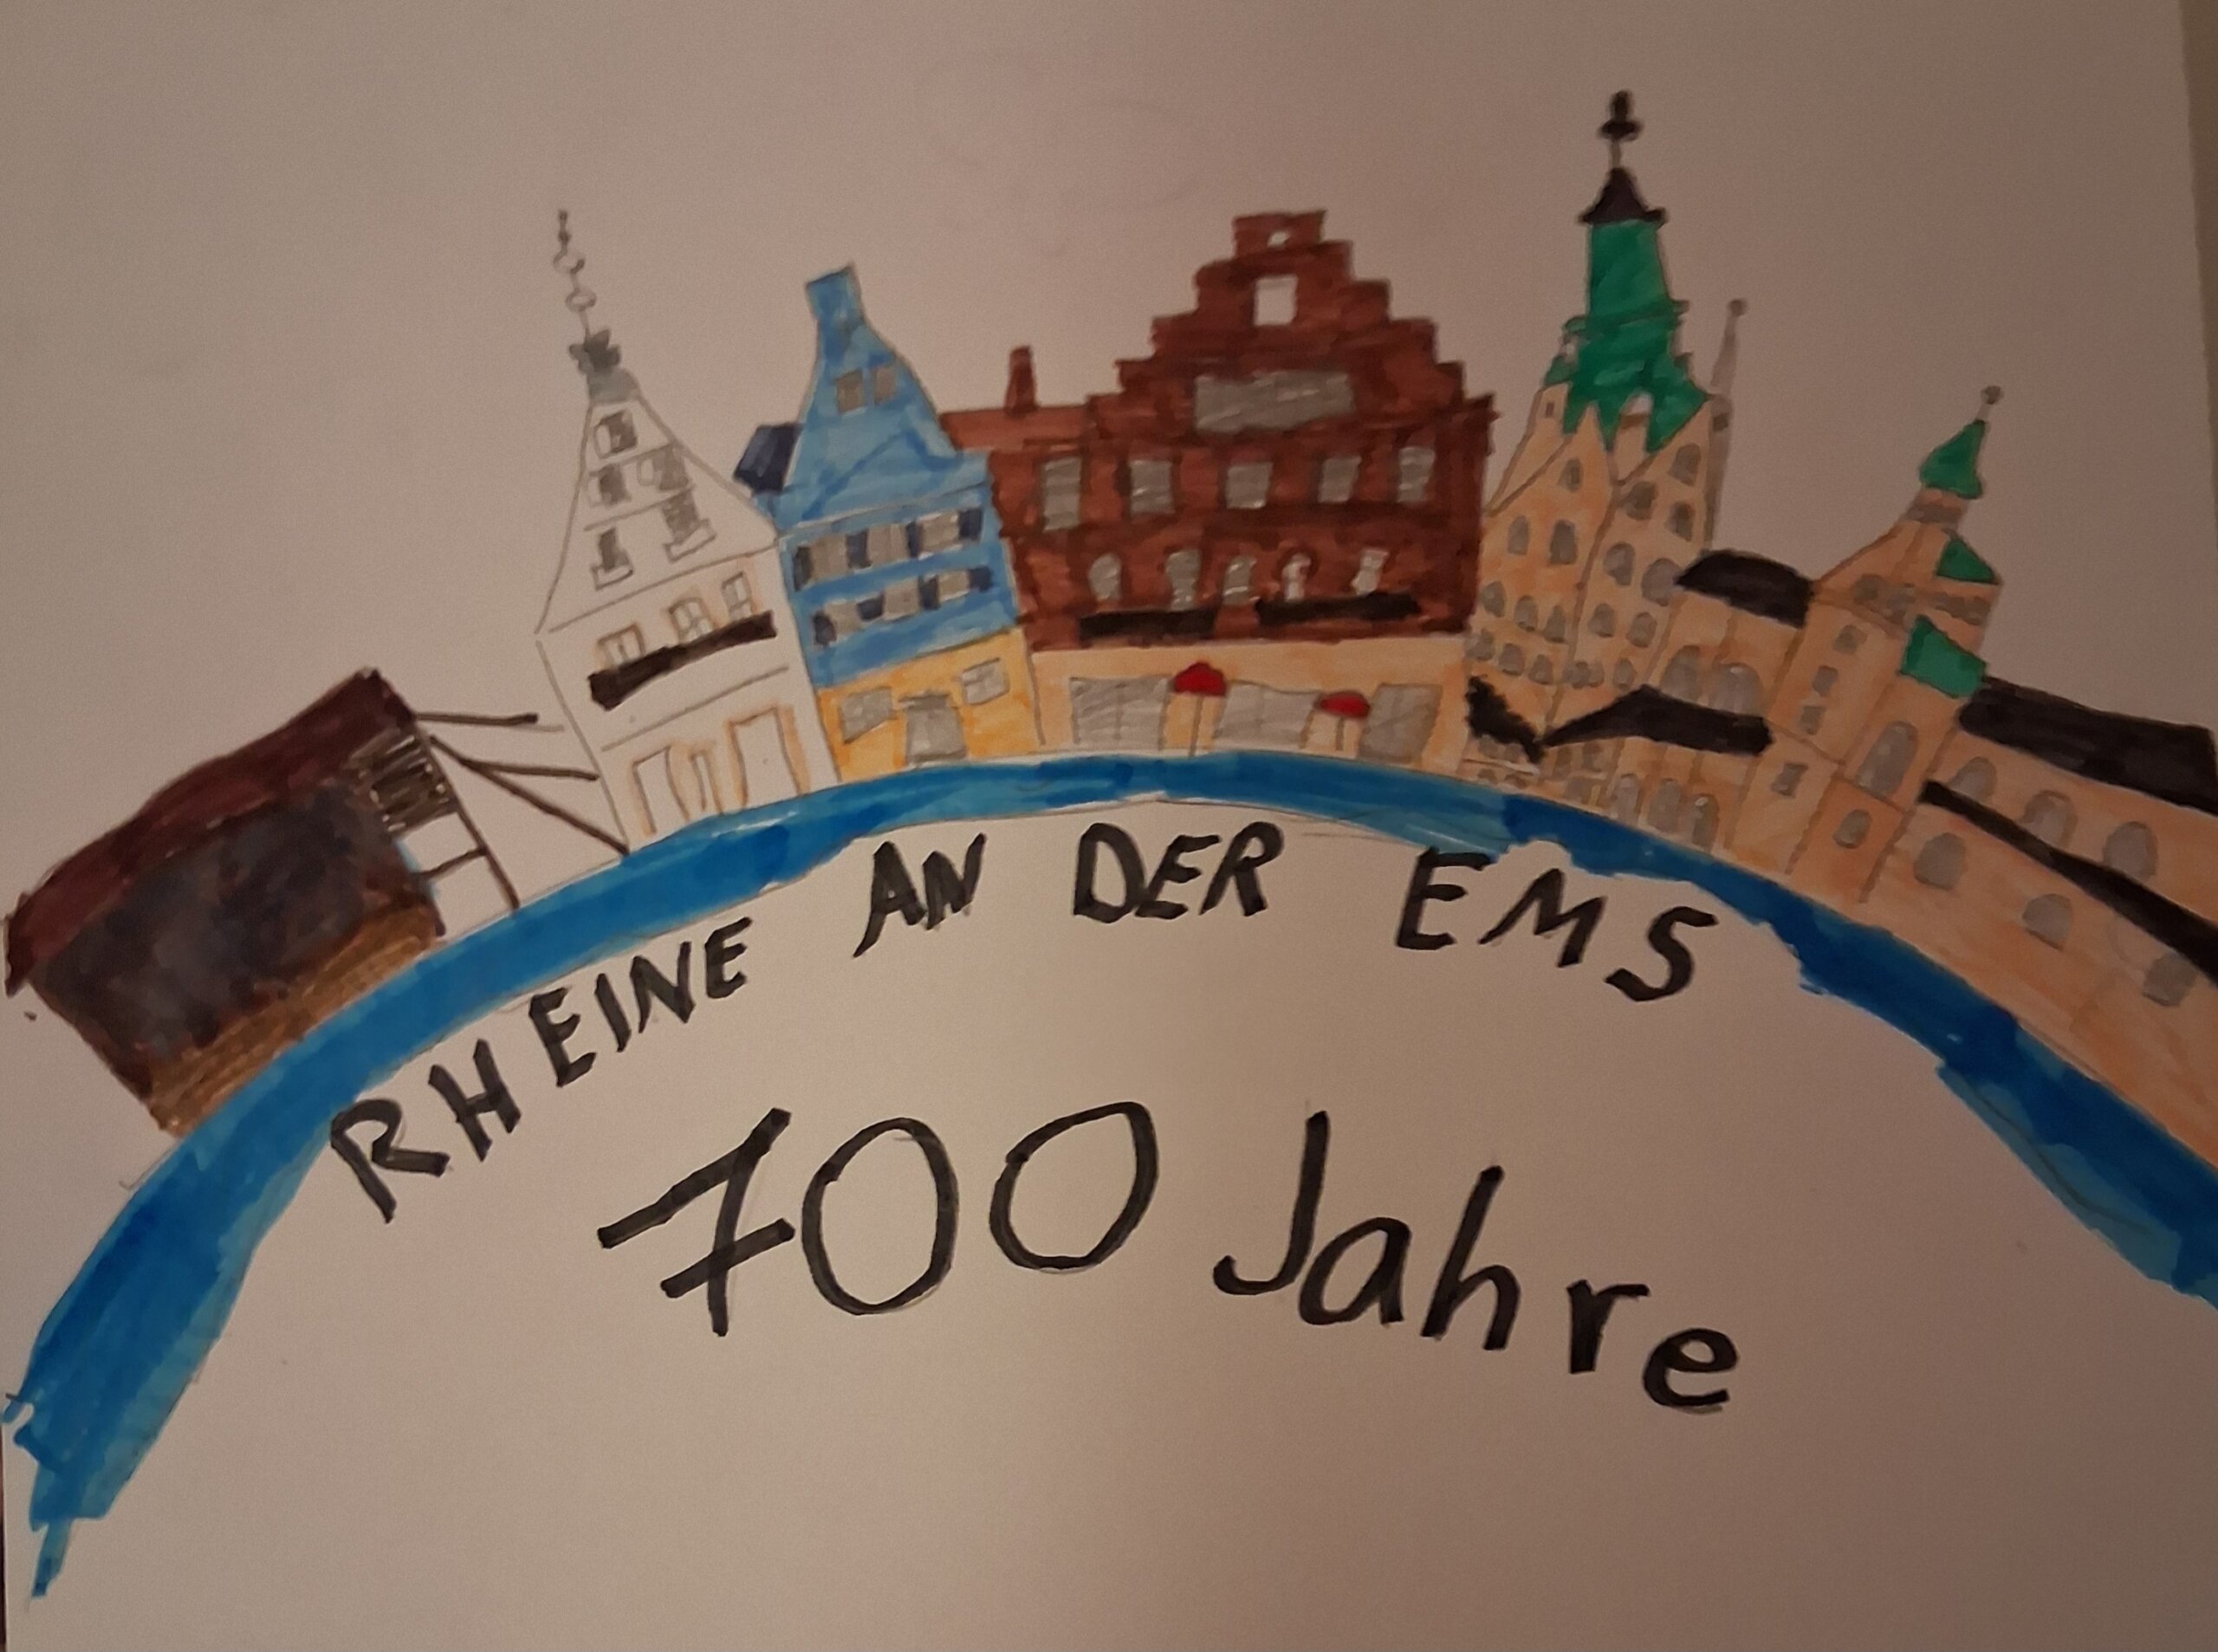 RHEINE AN DER EMS
700 Jahre